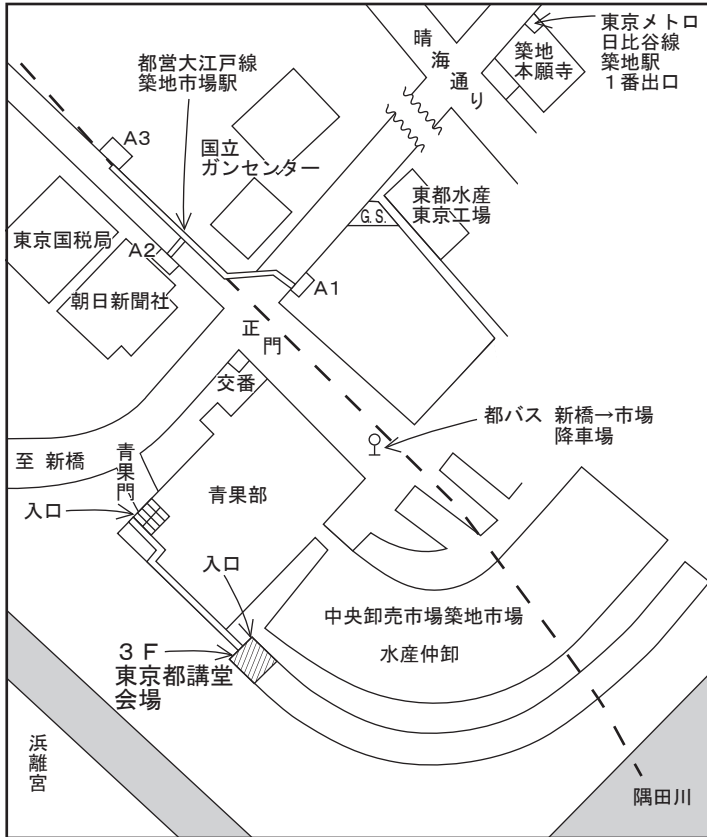 東京メトロ
日比谷線
築地駅
1番出口
晴海通り
築地
本願寺
都営大江戸線
築地市場駅
A3
国立
ガンセンター
東都水産
東京工場
G.S.
東京国税局
A2
朝日新聞社
A1
正門
交番
都バス 新橋→市場
降車場
至 新橋
青果門
青果部
入口
入口
中央卸売市場築地市場
水産仲卸
3F
東京都講堂
会場
浜離宮
隅田川